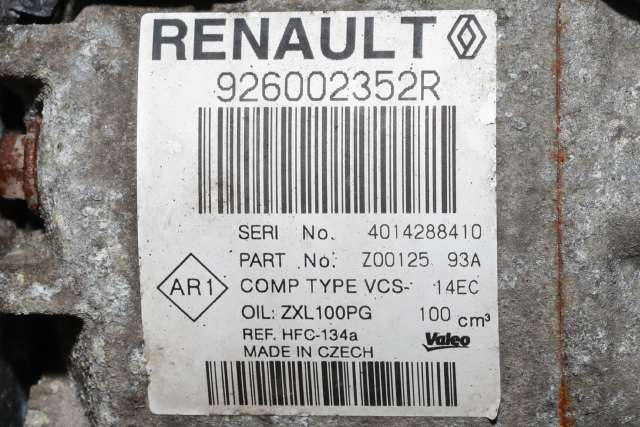 RENAULT
926002352R
SERI No. 4014288410
PART No. Z00125 93A
AR1 COMP TYPE VCS- 14EC
OIL: ZXL100PG 100 cm³
REF. HFC-134a
MADE IN CZECH Valeo